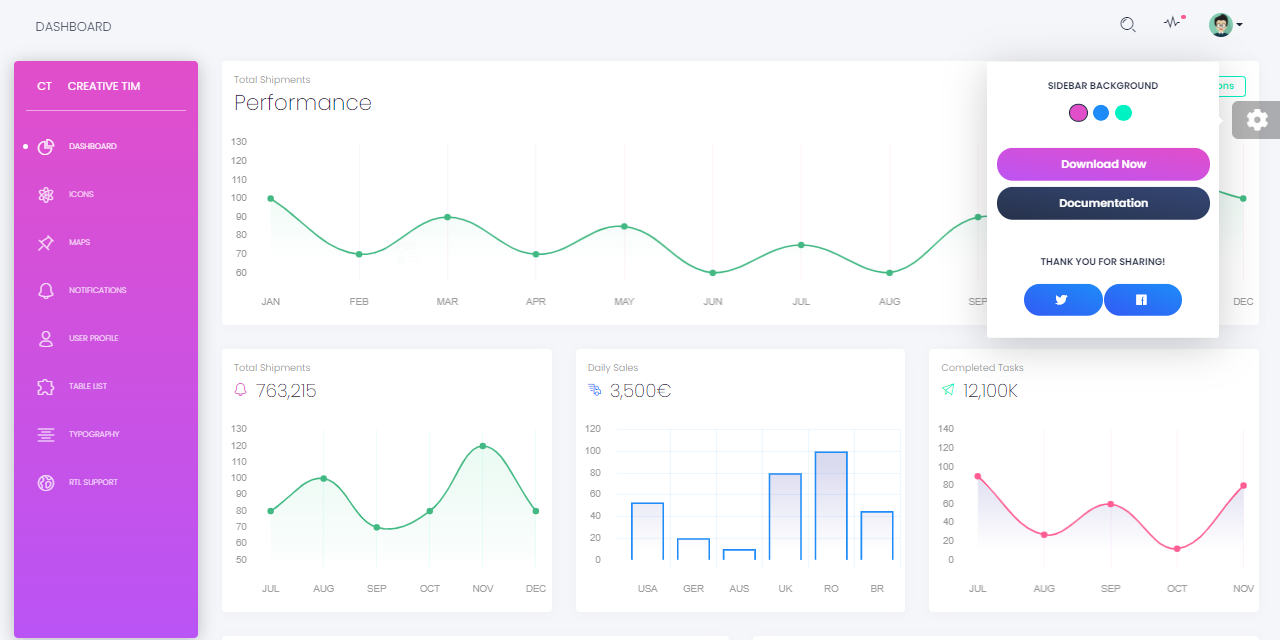 DASHBOARD
CT CREATIVE TIM
DASHBOARD
ICONS
MAPS
NOTIFICATIONS
USER PROFILE
TABLE LIST
TYPOGRAPHY
RTL SUPPORT
Total Shipments
Performance
130
120
110
100
90
80
70
60
JAN FEB MAR APR MAY JUN JUL AUG SEP DEC
SIDEBAR BACKGROUND
Download Now
Documentation
THANK YOU FOR SHARING!
Total Shipments
763,215
130
120
110
100
90
80
70
60
50
JUL AUG SEP OCT NOV DEC
Daily Sales
3,500€
120
100
80
60
40
20
0
USA GER AUS UK RO BR
Completed Tasks
12,100K
140
120
100
80
60
40
20
0
JUL AUG SEP OCT NOV